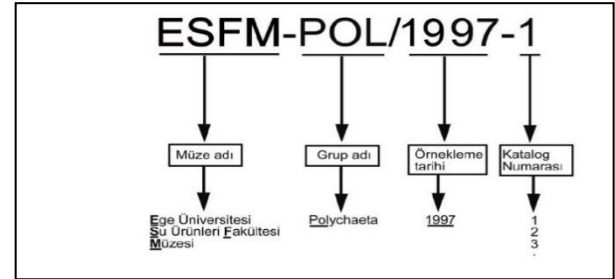 ESFM-POL/1997-1
Müze adı
Grup adı
Örnekleme
tarihi
Katalog
Numarası
Ege Üniversitesi
Su Ürünleri Fakültesi
Müzesi
Polychaeta
1997
1
2
3
.